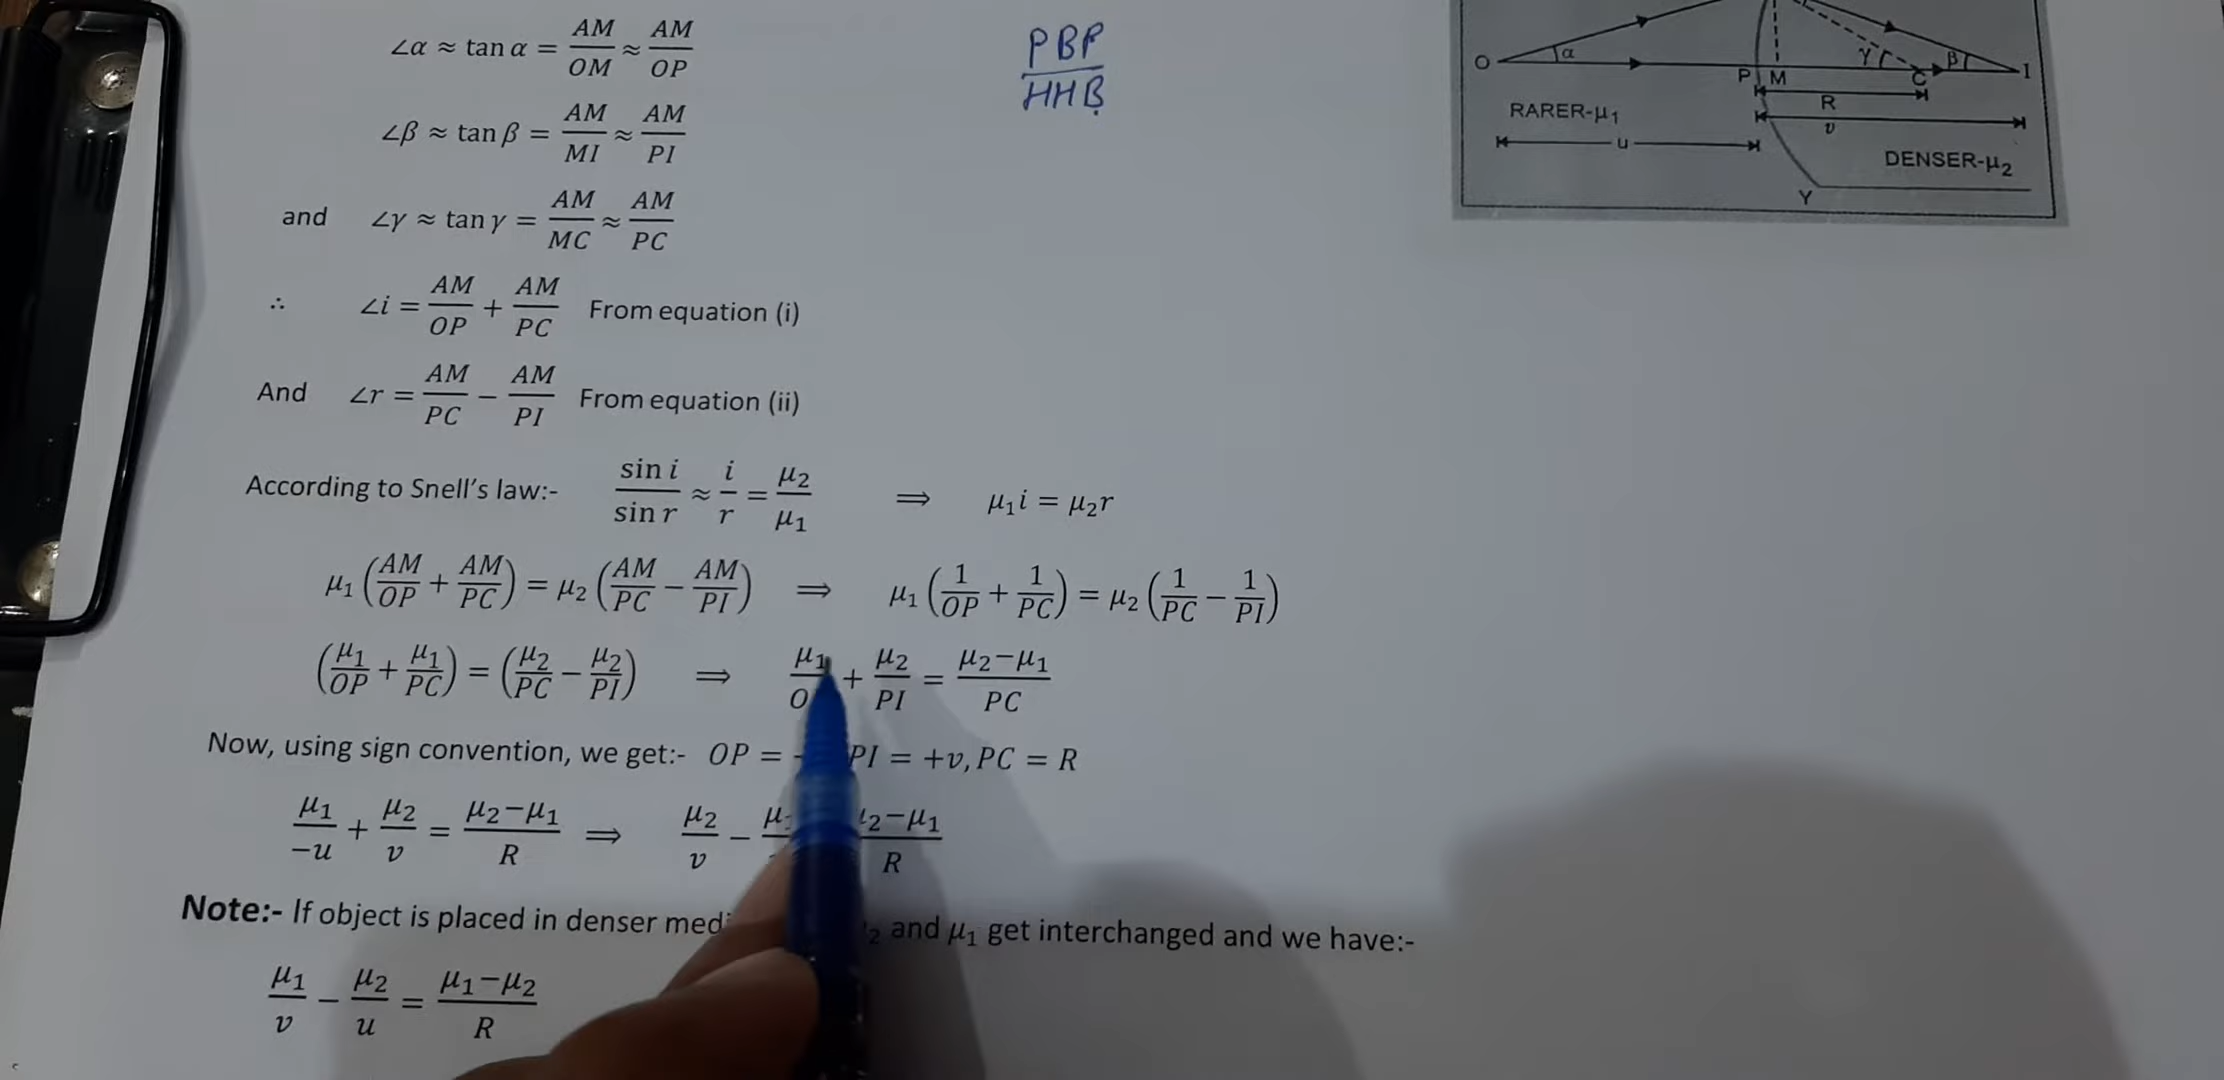 ∠α ≈ tan α = AM/OM ≈ AM/OP
∠β ≈ tan β = AM/MI ≈ AM/PI
and ∠γ ≈ tan γ = AM/MC ≈ AM/PC
∴ ∠i = AM/OP + AM/PC From equation (i)
And ∠r = AM/PC − AM/PI From equation (ii)
According to Snell's law:- sin i/sin r ≈ i/r = μ₂/μ₁ ⟹ μ₁i = μ₂r
μ₁(AM/OP + AM/PC) = μ₂(AM/PC − AM/PI) ⟹ μ₁(1/OP + 1/PC) = μ₂(1/PC − 1/PI)
(μ₁/OP + μ₁/PC) = (μ₂/PC − μ₂/PI) ⟹ μ₁/O + μ₂/PI = μ₂−μ₁/PC
Now, using sign convention, we get:- OP = - PI = +v, PC = R
μ₁/−u + μ₂/v = μ₂−μ₁/R ⟹ μ₂/v − μ 2−μ₁/R
Note:- If object is placed in denser med 2 and μ₁ get interchanged and we have:-
μ₁/v − μ₂/u = μ₁−μ₂/R
PBP
HHB
O α P M γ C β I
R
RARER-μ₁
v
u
DENSER-μ₂
Y